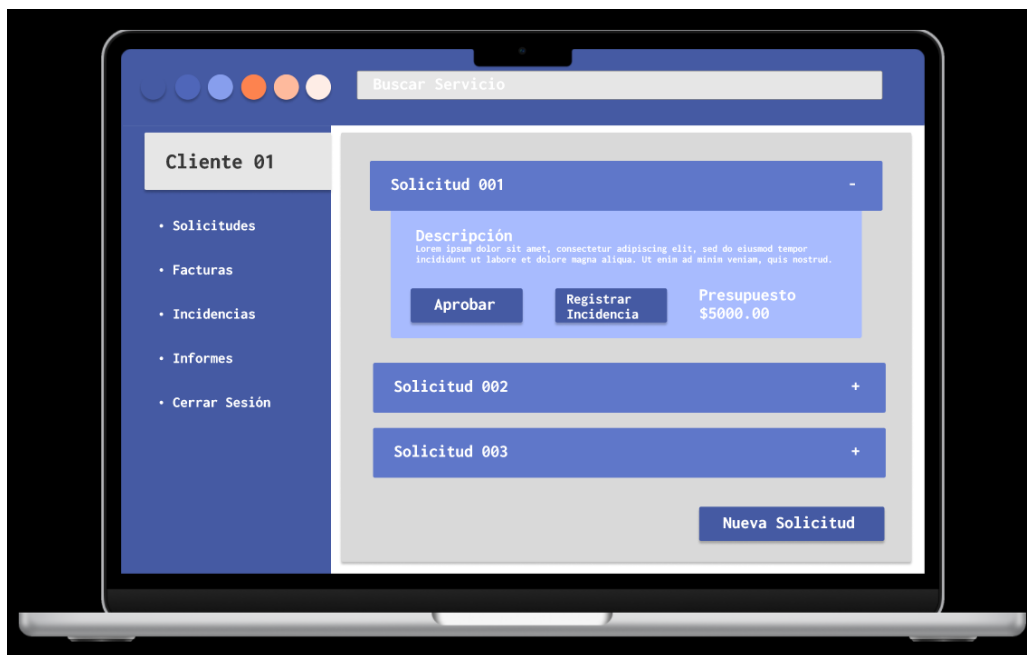 Buscar Servicio
Cliente 01
• Solicitudes
• Facturas
• Incidencias
• Informes
• Cerrar Sesión
Solicitud 001 -
Descripción
Lorem ipsum dolor sit amet, consectetur adipiscing elit, sed do eiusmod tempor
incididunt ut labore et dolore magna aliqua. Ut enim ad minim veniam, quis nostrud.
Aprobar
Registrar
Incidencia
Presupuesto
$5000.00
Solicitud 002 +
Solicitud 003 +
Nueva Solicitud